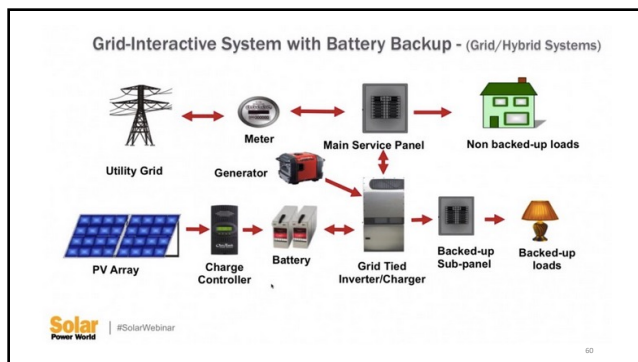 Grid-Interactive System with Battery Backup - (Grid/Hybrid Systems)
Meter
Main Service Panel
Non backed-up loads
Utility Grid
Generator
PV Array
Charge
Controller
Battery
Grid Tied
Inverter/Charger
Backed-up
Sub-panel
Backed-up
loads
Solar
Power World
#SolarWebinar
60